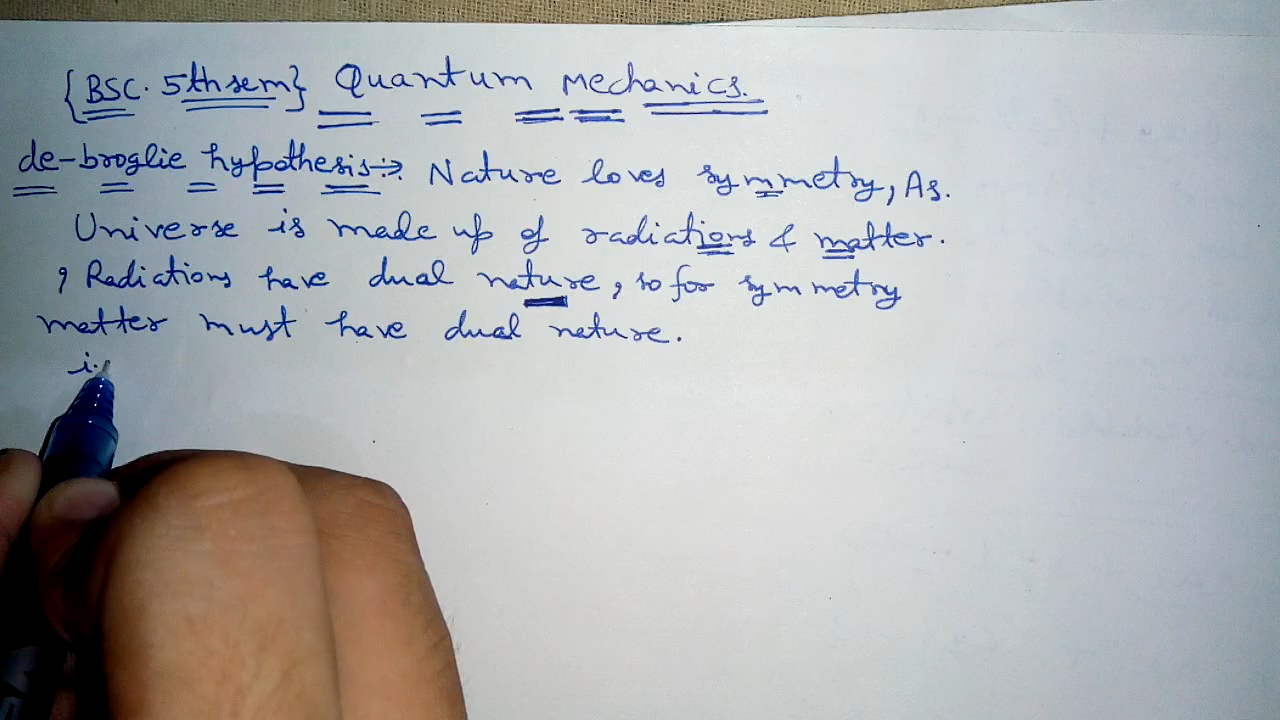 {BSC. 5th sem} Quantum Mechanics.
de-broglie hypothesis:-> Nature loves symmetry, As.
Universe is made up of radiations & matter.
, Radiations have dual nature, so for symmetry
matter must have dual nature.
i.